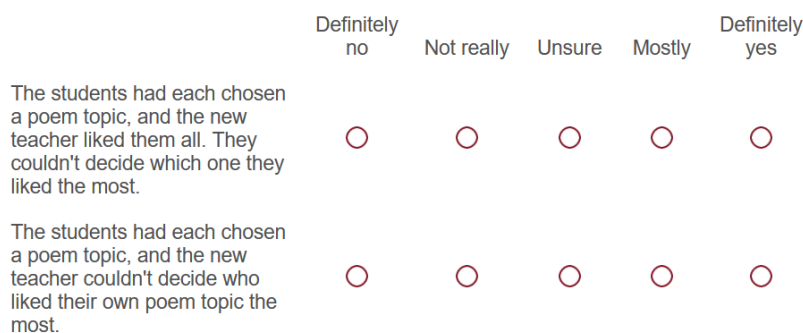 Definitely no
Not really
Unsure
Mostly
Definitely yes
The students had each chosen
a poem topic, and the new
teacher liked them all. They
couldn't decide which one they
liked the most.
The students had each chosen
a poem topic, and the new
teacher couldn't decide who
liked their own poem topic the
most.